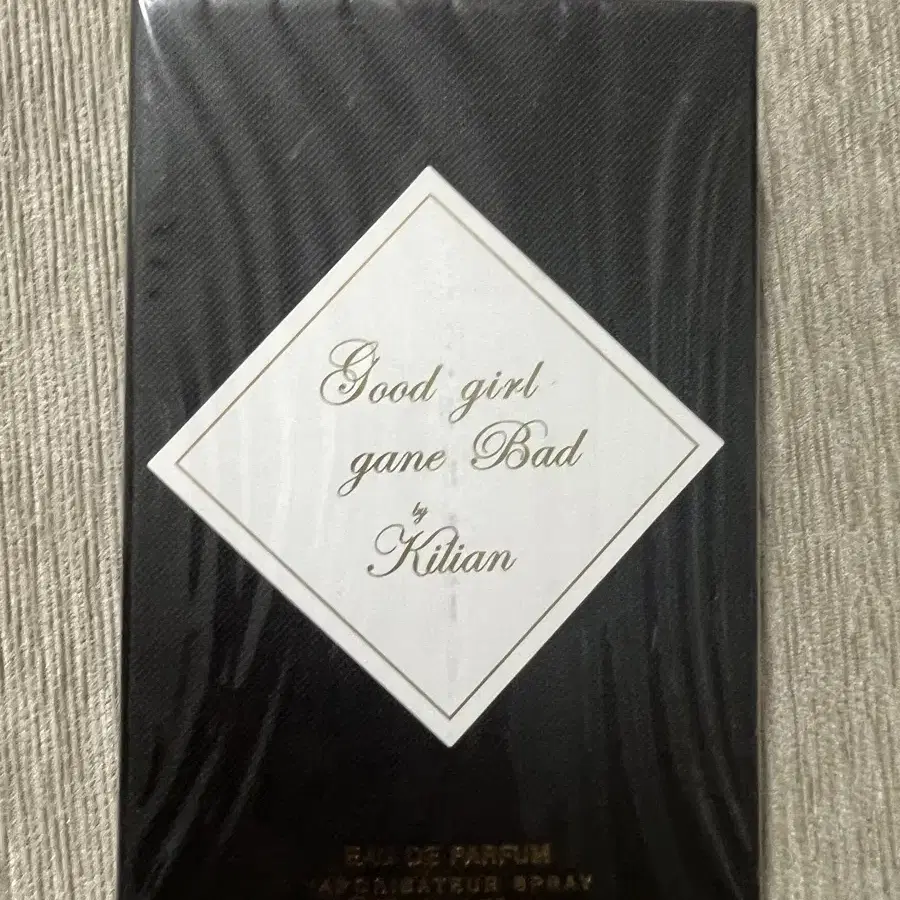 Good girl
gane Bad
by
Kilian
EAU DE PARFUM
VAPORISATEUR SPRAY